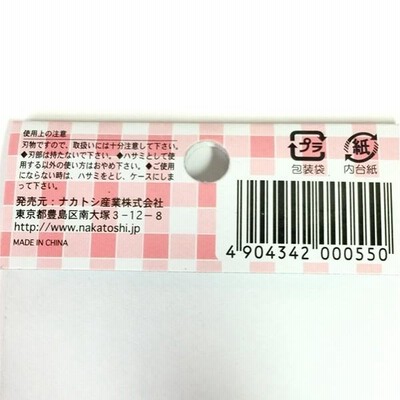 使用上の注意
刃物ですので、取扱いには十分注意して下さい。
◆刃部は持たないで下さい。◆ハサミとして使
用する以外の使い方はおやめ下さい。◆ご使用
にならない時は、ハサミをとじ、ケースにしま
って下さい。
発売元:ナカトシ産業株式会社
東京都豊島区南大塚3-12-8
http://www.nakatoshi.jp
MADE IN CHINA
プラ
包装袋
紙
内台紙
4 904342 000550